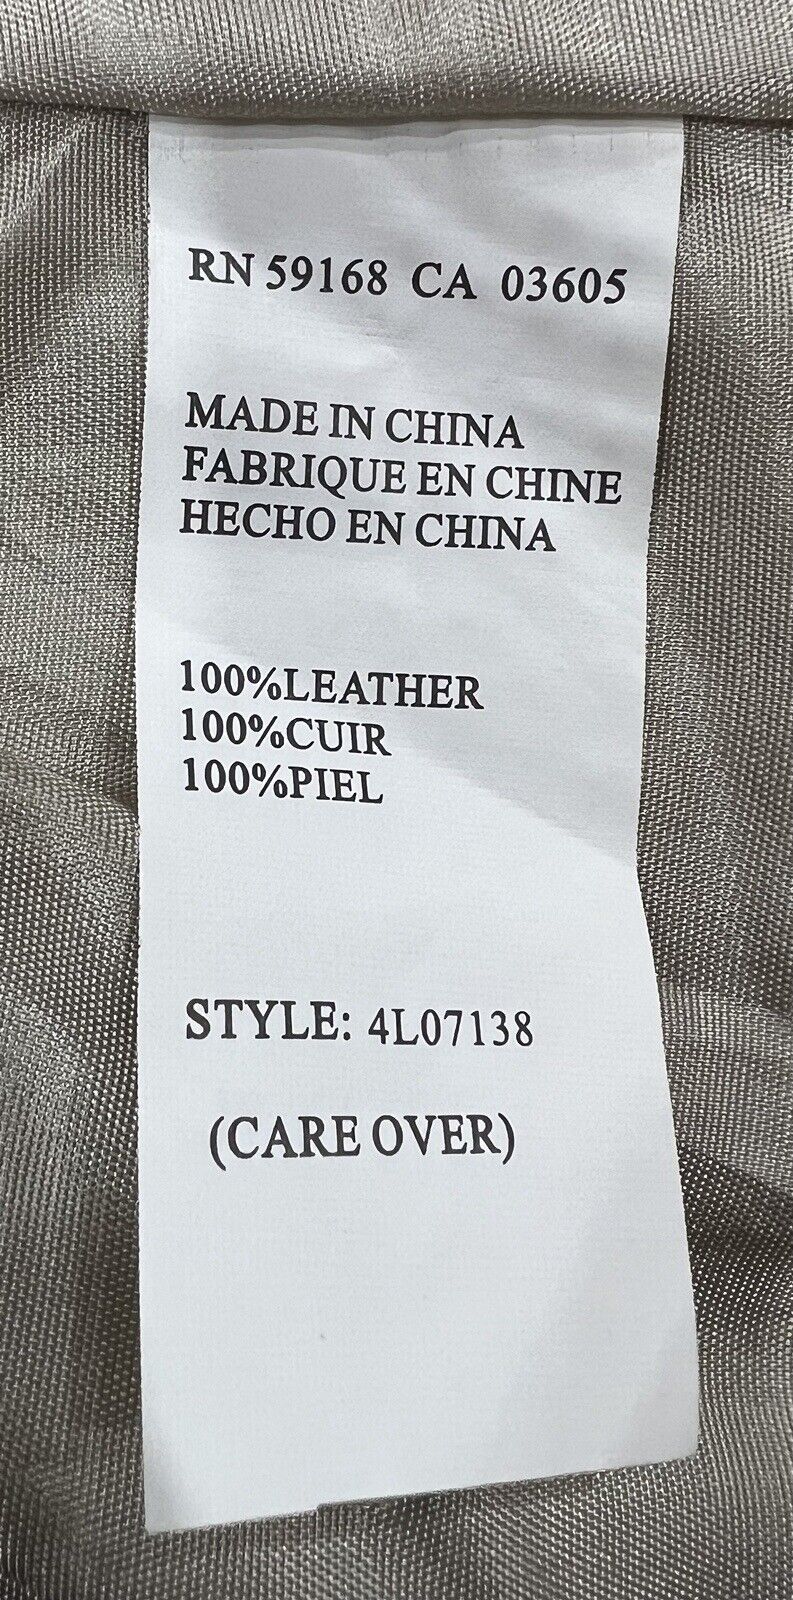 RN 59168 CA 03605
MADE IN CHINA
FABRIQUE EN CHINE
HECHO EN CHINA
100%LEATHER
100%CUIR
100%PIEL
STYLE: 4L07138
(CARE OVER)